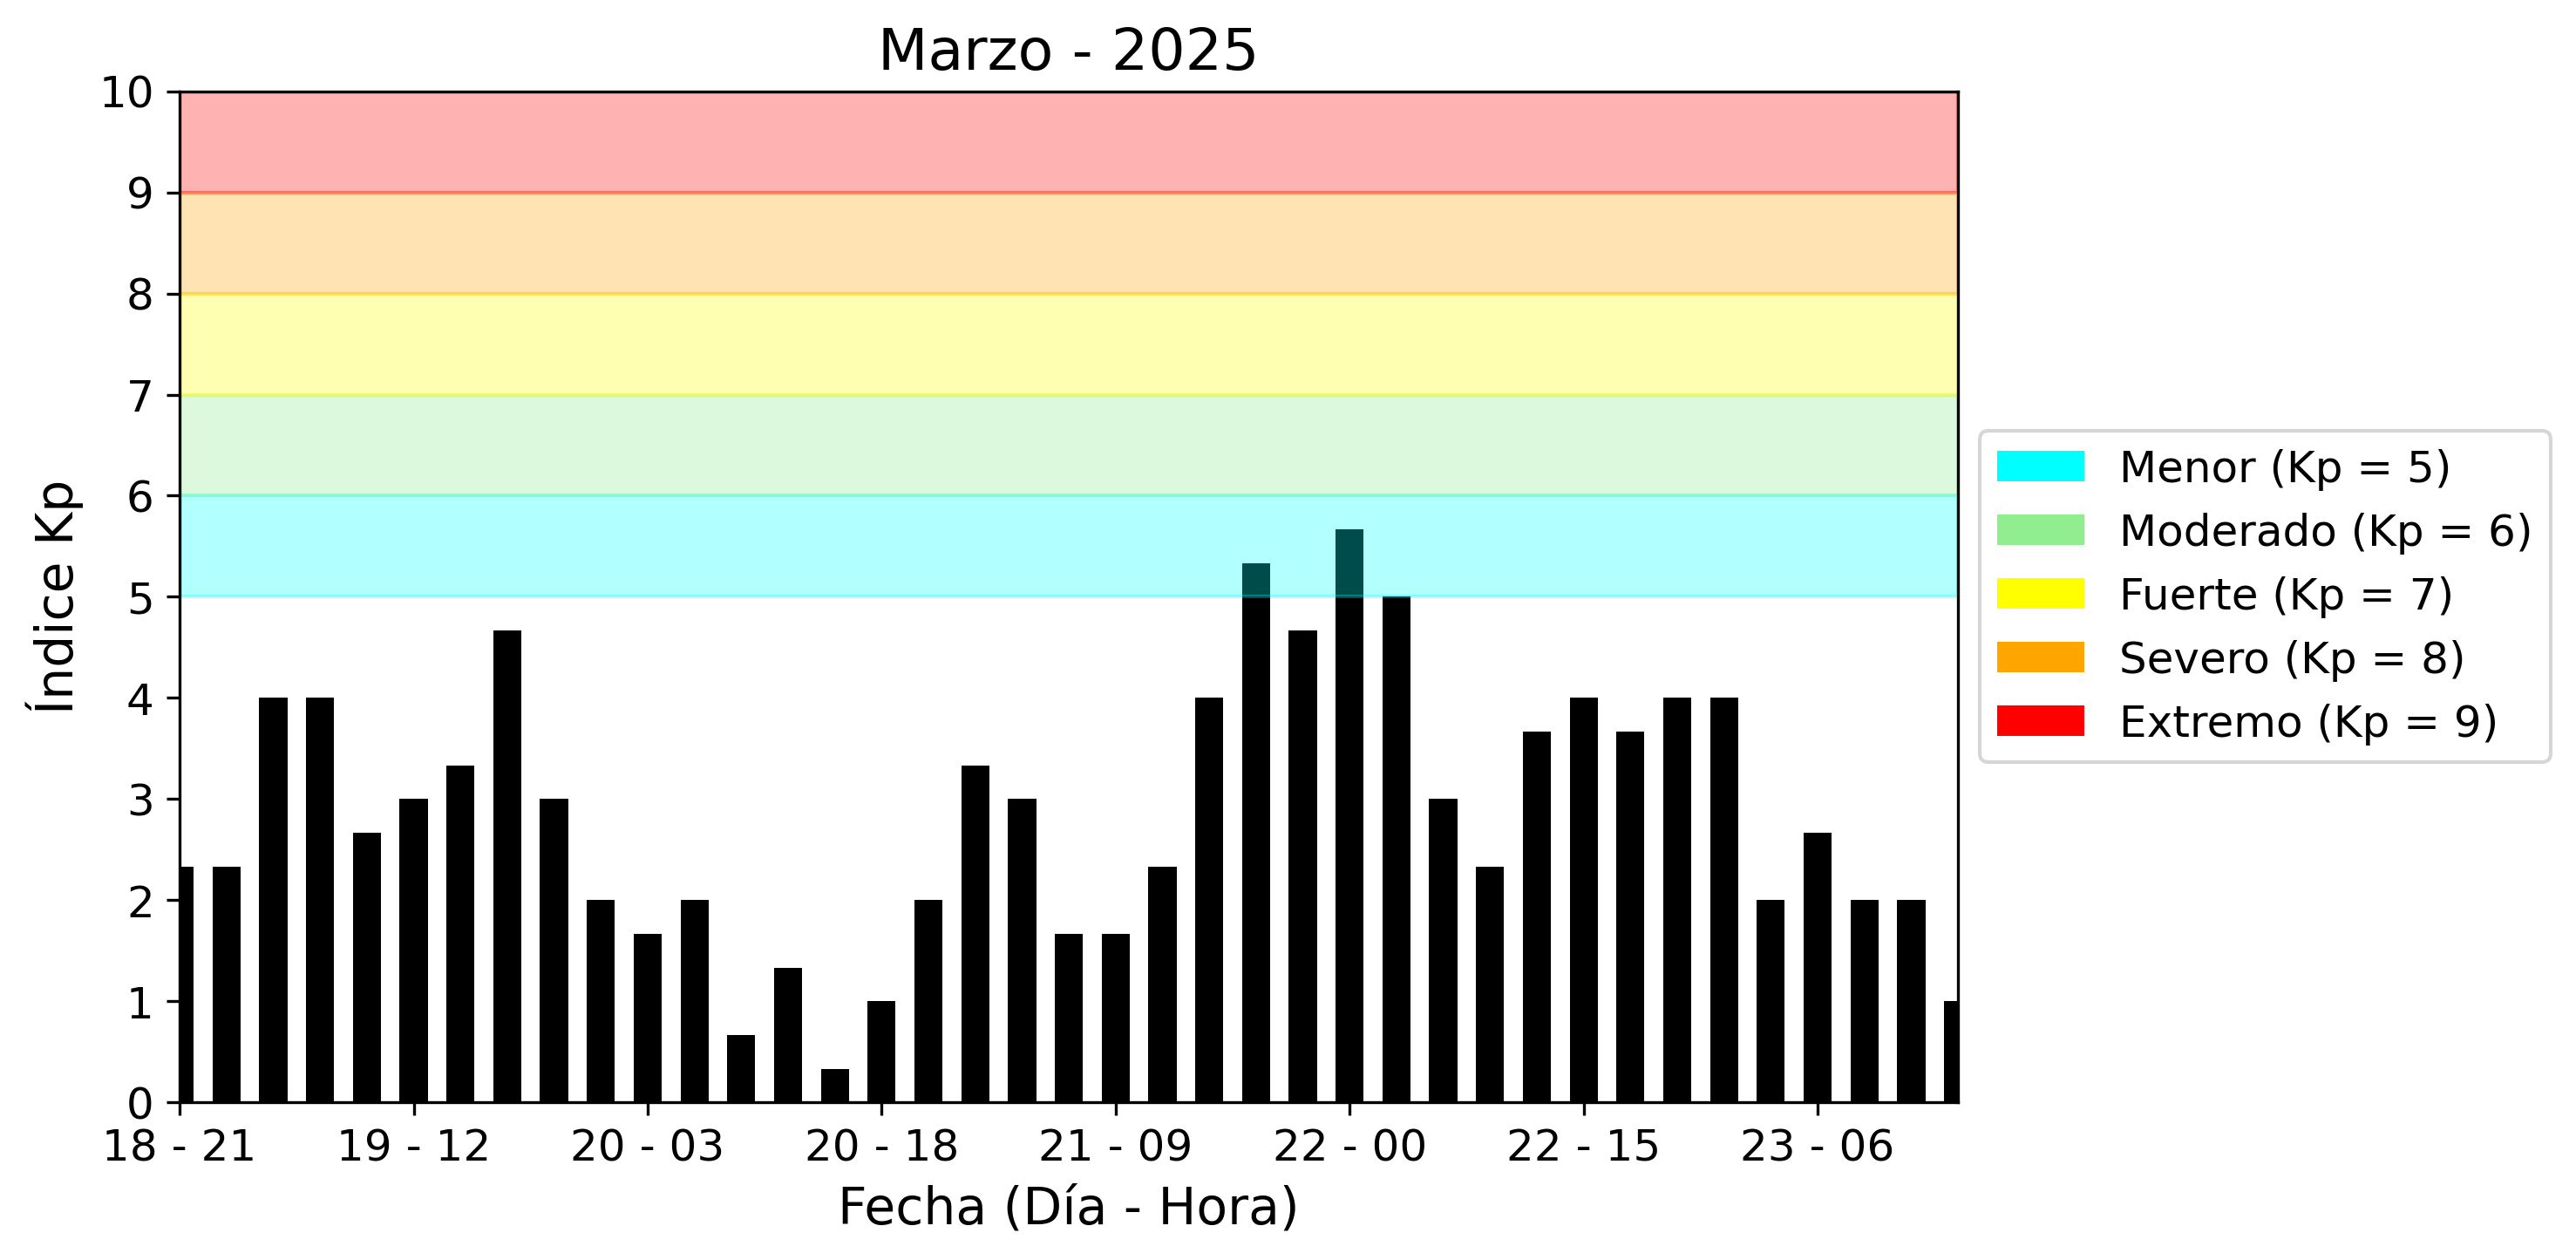 Marzo - 2025
10
9
8
7
6
5
4
3
2
1
0
Índice Kp
18 - 21
19 - 12
20 - 03
20 - 18
21 - 09
22 - 00
22 - 15
23 - 06
Fecha (Día - Hora)
Menor (Kp = 5)
Moderado (Kp = 6)
Fuerte (Kp = 7)
Severo (Kp = 8)
Extremo (Kp = 9)